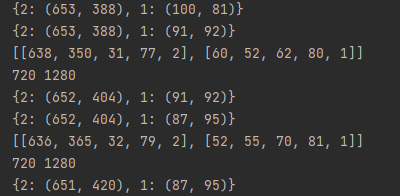 {2: (653, 388), 1: (100, 81)}
{2: (653, 388), 1: (91, 92)}
[[638, 350, 31, 77, 2], [60, 52, 62, 80, 1]]
720 1280
{2: (652, 404), 1: (91, 92)}
{2: (652, 404), 1: (87, 95)}
[[636, 365, 32, 79, 2], [52, 55, 70, 81, 1]]
720 1280
{2: (651, 420), 1: (87, 95)}